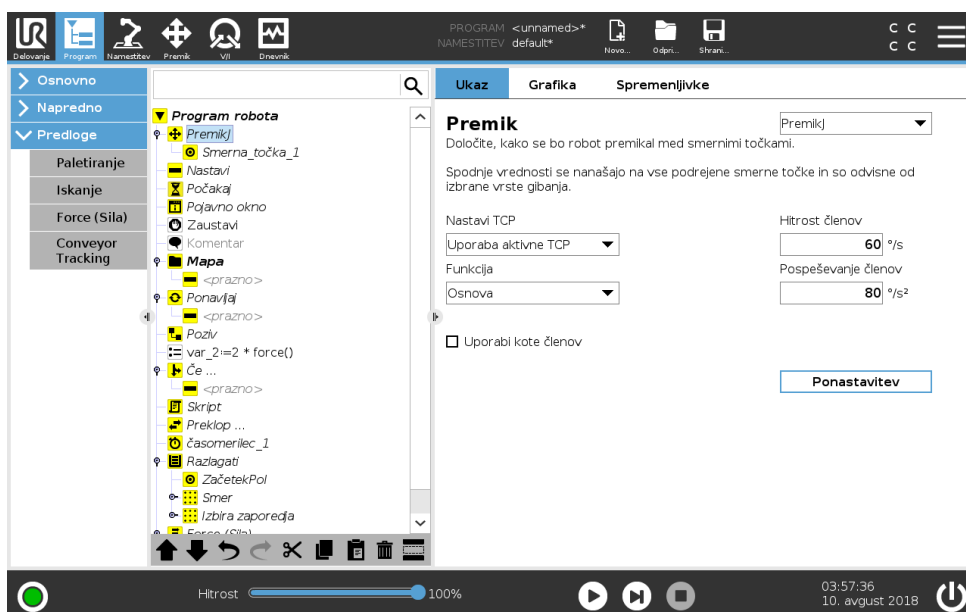 PROGRAM <unnamed>*
NAMESTITEV default*
Delovanje Program Namestitev Premik V/I Dnevnik Novo... Odpri... Shrani...
C C
C C
Osnovno
Napredno
Predloge
Paletiranje
Iskanje
Force (Sila)
Conveyor
Tracking
Program robota
PremikJ
Smerna_točka_1
Nastavi
Počakaj
Pojavno okno
Zaustavi
Komentar
Mapa
<prazno>
Ponavljaj
<prazno>
Poziv
var_2:=2 * force()
Če ...
<prazno>
Skript
Preklop ...
časomerilec_1
Razlagati
ZačetekPol
Smer
Izbira zaporedja
Force (Sila)
Ukaz Grafika Spremenljivke
Premik
PremikJ
Določite, kako se bo robot premikal med smernimi točkami.
Spodnje vrednosti se nanašajo na vse podrejene smerne točke in so odvisne od
izbrane vrste gibanja.
Nastavi TCP Hitrost členov
Uporaba aktivne TCP 60 °/s
Funkcija Pospeševanje členov
Osnova 80 °/s²
Uporabi kote členov
Ponastavitev
Hitrost 100%
03:57:36
10. avgust 2018